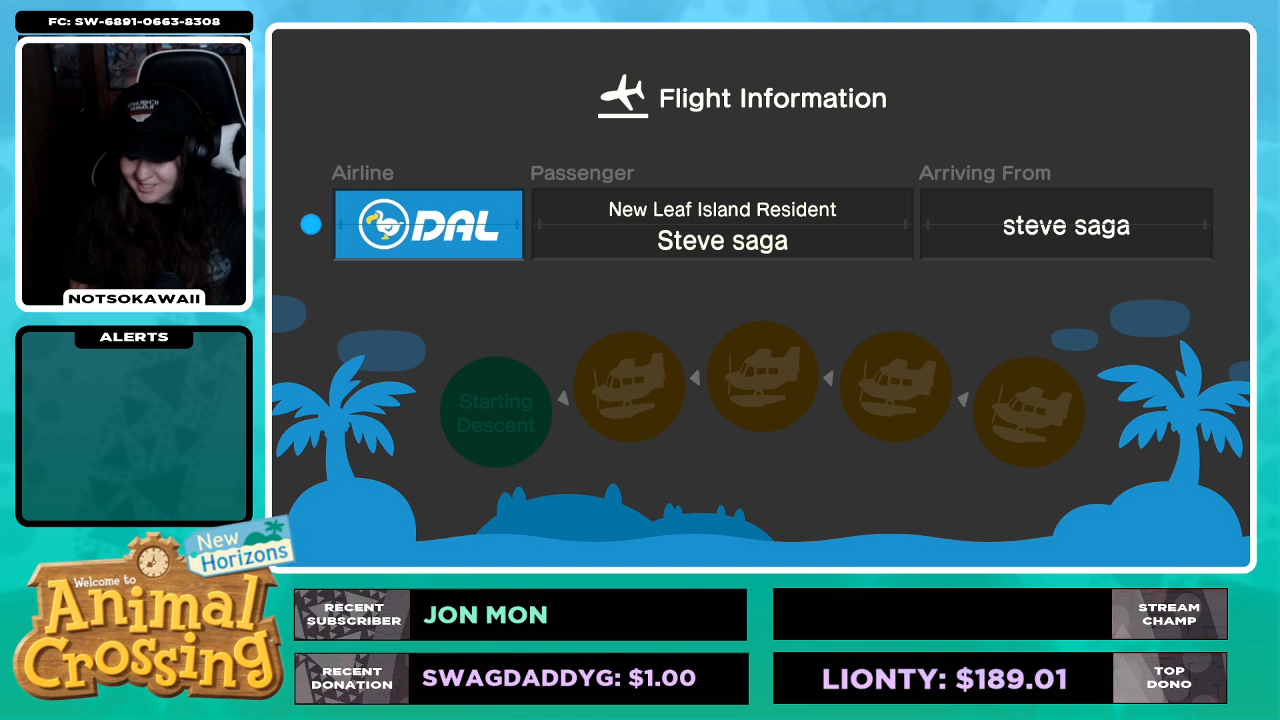 FC: SW-6891-0663-8308
NOTSOKAWAII
ALERTS
Flight Information
Airline
Passenger
Arriving From
DAL
New Leaf Island Resident
Steve saga
steve saga
Starting
Descent
Welcome to
Animal
Crossing
New
Horizons
RECENT
SUBSCRIBER
JON MON
STREAM
CHAMP
RECENT
DONATION
SWAGDADDYG: $1.00
LIONTY: $189.01
TOP
DONO